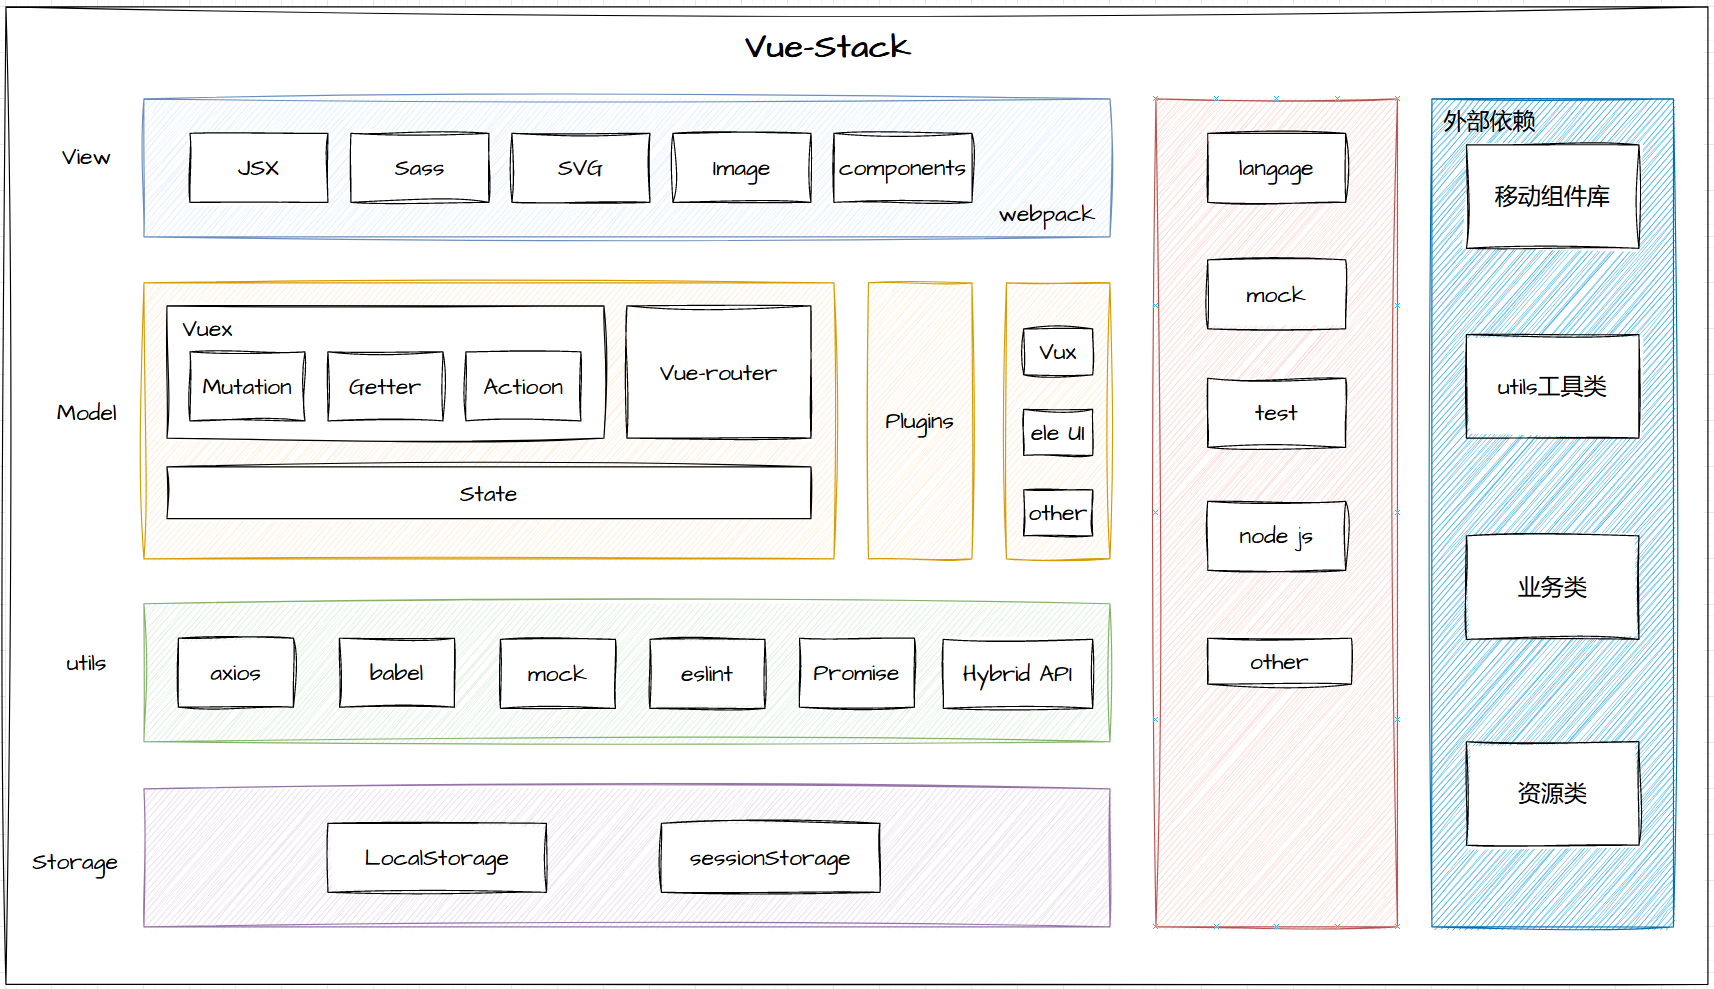 Vue-Stack
View
JSX
Sass
SVG
Image
components
webpack
Model
Vuex
Mutation
Getter
Actioon
Vue-router
State
Plugins
Vux
ele UI
other
utils
axios
babel
mock
eslint
Promise
Hybrid API
Storage
LocalStorage
sessionStorage
langage
mock
test
node js
other
外部依赖
移动组件库
utils工具类
业务类
资源类